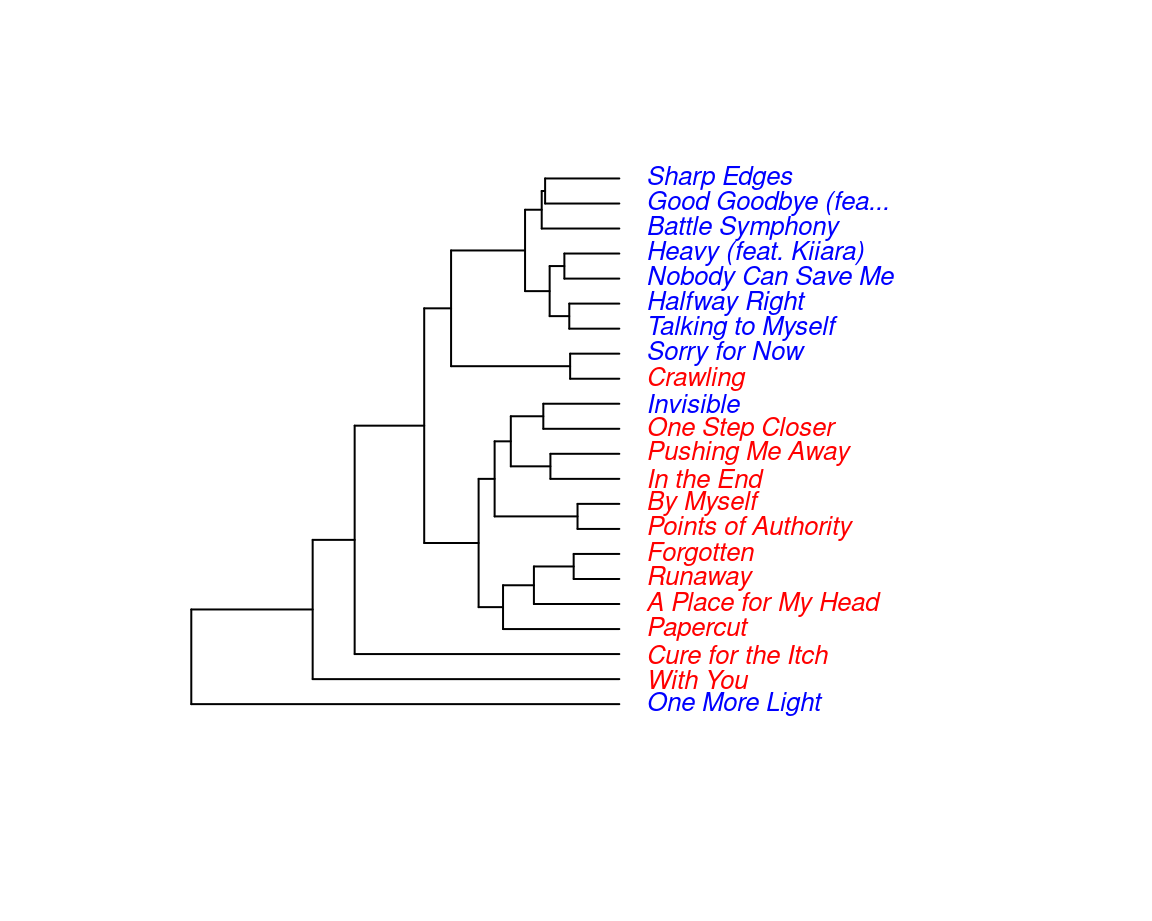 Sharp Edges
Good Goodbye (fea...
Battle Symphony
Heavy (feat. Kiiara)
Nobody Can Save Me
Halfway Right
Talking to Myself
Sorry for Now
Crawling
Invisible
One Step Closer
Pushing Me Away
In the End
By Myself
Points of Authority
Forgotten
Runaway
A Place for My Head
Papercut
Cure for the Itch
With You
One More Light